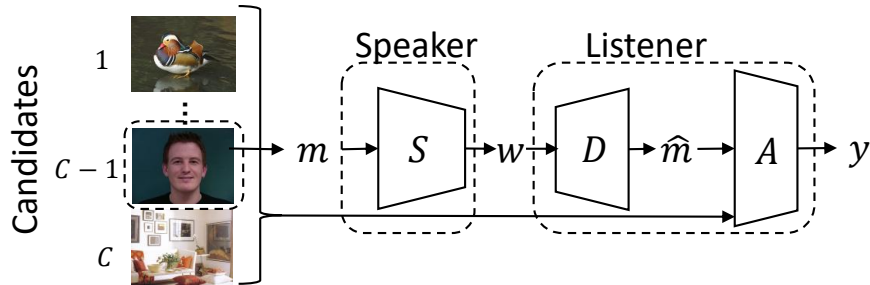 Speaker
Listener
Candidates
1
⋮
C − 1
C
m
S
w
D
m̂
A
y